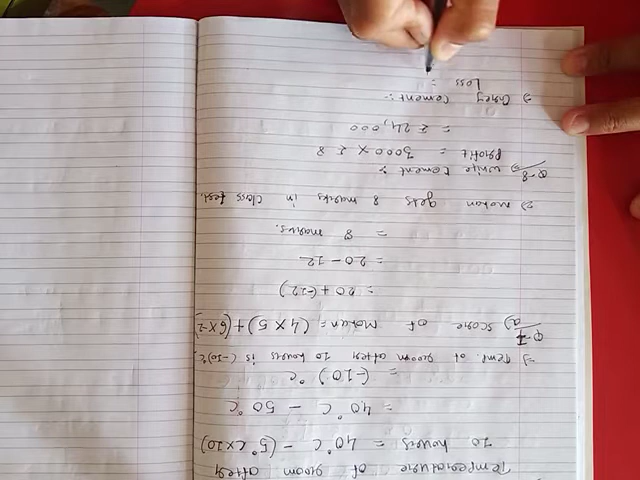 Temperature of room after
10 hours = 40°C - (5°C × 10)
= 40°C - 50°C
= (-10)°C
⇒ Temp. of room after 10 hours is (-10°C)
Q-7 a) Score of Mohan = (4 × 5) + (6 × -2)
= 20 + (-12)
= 20 - 12
= 8 marks.
⇒ Mohan gets 8 marks in class test.
Q-8 ⇒ White cement :-
Profit = 3000 × ₹ 8
= ₹ 24,000
⇒ Grey cement :-
Loss =